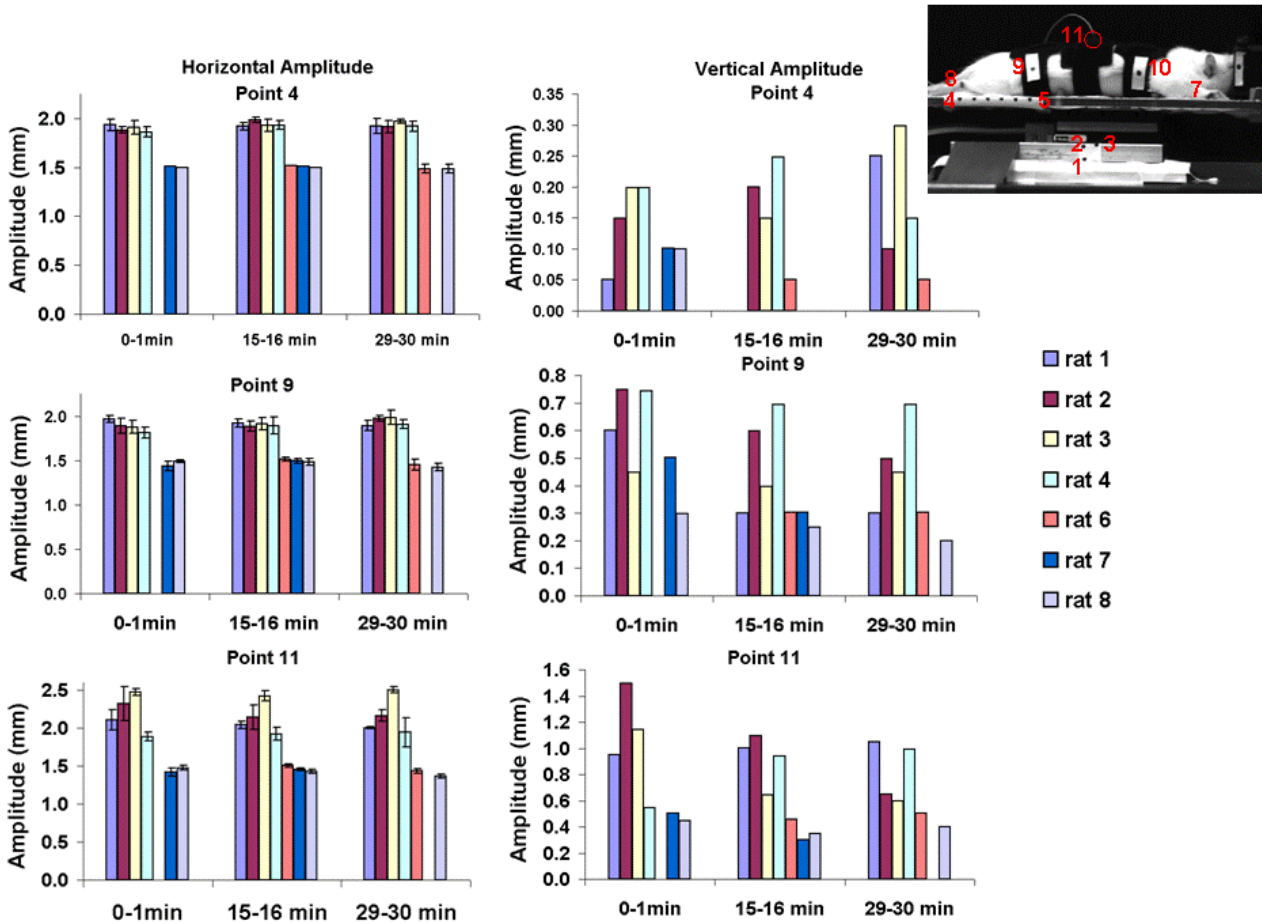 Horizontal Amplitude
Point 4
Amplitude (mm)
2.0
2.0
1.5
1.0
0.0
0-1min
15-16 min
29-30 min
Vertical Amplitude
Point 4
Amplitude (mm)
0.35
0.30
0.25
0.20
0.15
0.10
0.05
0.00
0-1min
15-16 min
29-30 min
11
9
10
8
7
4
5
2
3
1
Point 9
Amplitude (mm)
2.0
1.5
1.0
0.5
0.0
0-1min
15-16 min
29-30 min
Point 9
Amplitude (mm)
0.8
0.7
0.6
0.5
0.4
0.3
0.2
0.1
0.0
0-1min
15-16 min
29-30 min
rat 1
rat 2
rat 3
rat 4
rat 6
rat 7
rat 8
Point 11
Amplitude (mm)
2.5
2.0
1.5
1.0
0.5
0.0
0-1min
15-16 min
29-30 min
Point 11
Amplitude (mm)
1.6
1.4
1.2
1.0
0.8
0.6
0.4
0.2
0.0
0-1min
15-16 min
29-30 min